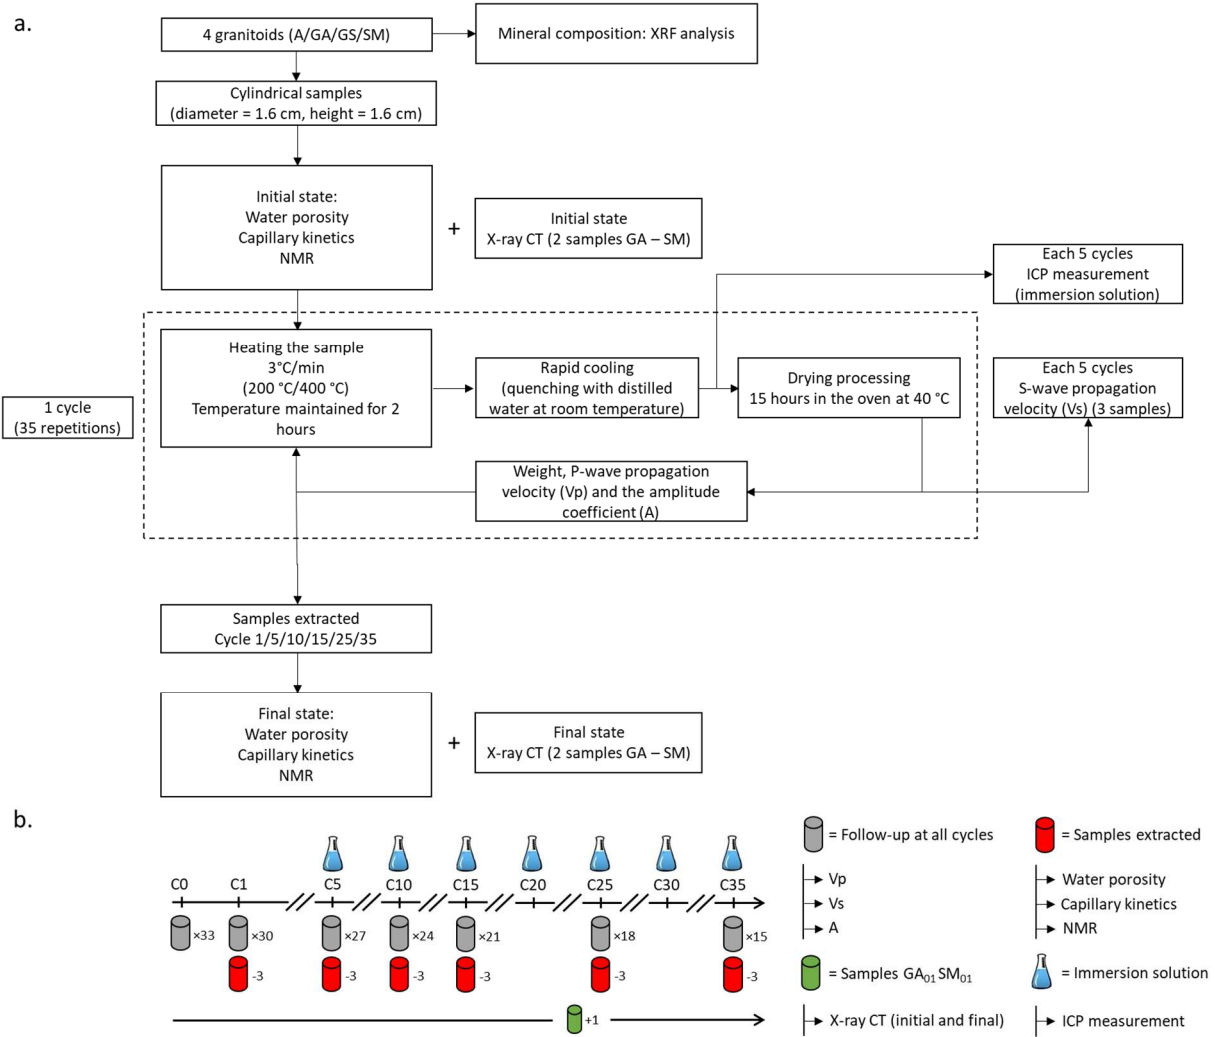 a.
4 granitoids (A/GA/GS/SM)
Mineral composition: XRF analysis
Cylindrical samples
(diameter = 1.6 cm, height = 1.6 cm)
Initial state:
Water porosity
Capillary kinetics
NMR
+
Initial state
X-ray CT (2 samples GA – SM)
Each 5 cycles
ICP measurement
(immersion solution)
1 cycle
(35 repetitions)
Heating the sample
3°C/min
(200 °C/400 °C)
Temperature maintained for 2
hours
Rapid cooling
(quenching with distilled
water at room temperature)
Drying processing
15 hours in the oven at 40 °C
Each 5 cycles
S-wave propagation
velocity (Vs) (3 samples)
Weight, P-wave propagation
velocity (Vp) and the amplitude
coefficient (A)
Samples extracted
Cycle 1/5/10/15/25/35
Final state:
Water porosity
Capillary kinetics
NMR
+
Final state
X-ray CT (2 samples GA – SM)
b.
C0 C1 C5 C10 C15 C20 C25 C30 C35
×33 ×30 ×27 ×24 ×21 ×18 ×15
-3 -3 -3 -3 -3 -3
+1
= Follow-up at all cycles
Vp
Vs
A
= Samples GA01 SM01
X-ray CT (initial and final)
= Samples extracted
Water porosity
Capillary kinetics
NMR
= Immersion solution
ICP measurement